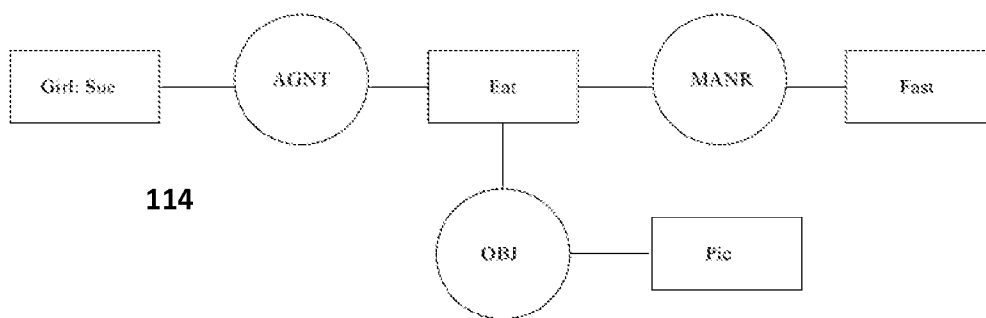 Girl: Sue
AGNT
Eat
MANR
Fast
114
OBJ
Pie